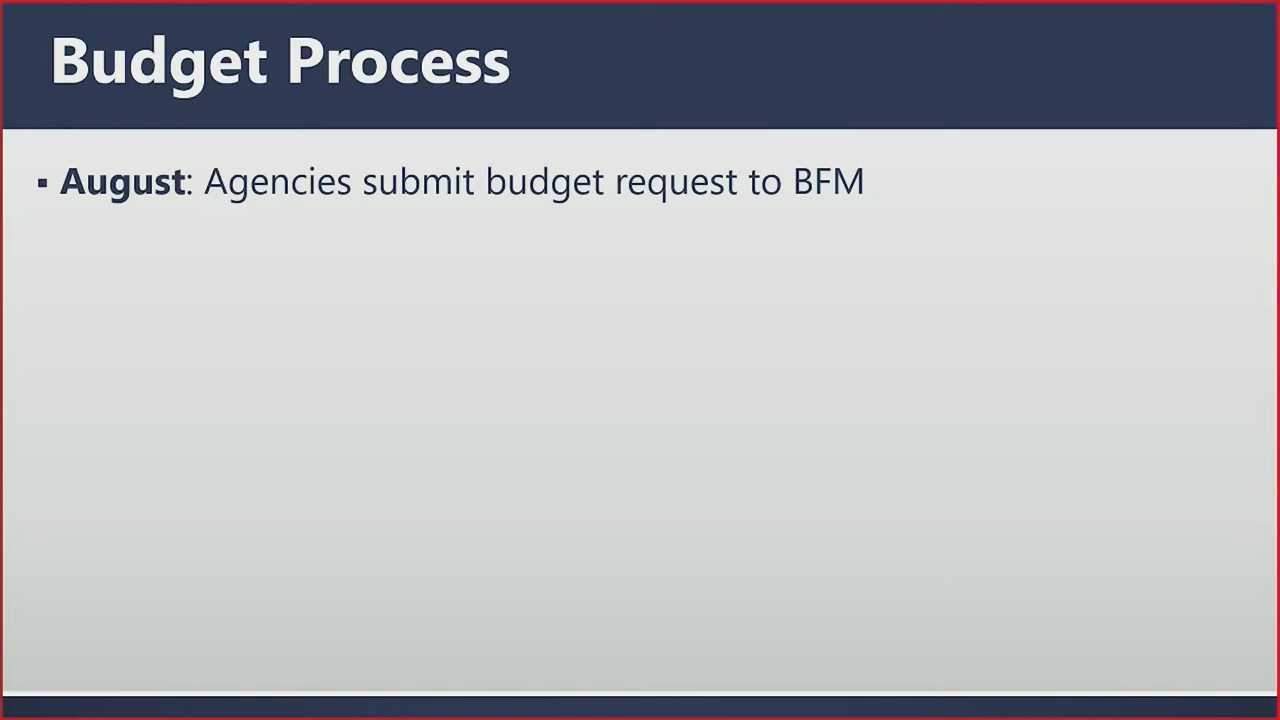 Budget Process
▪ August: Agencies submit budget request to BFM